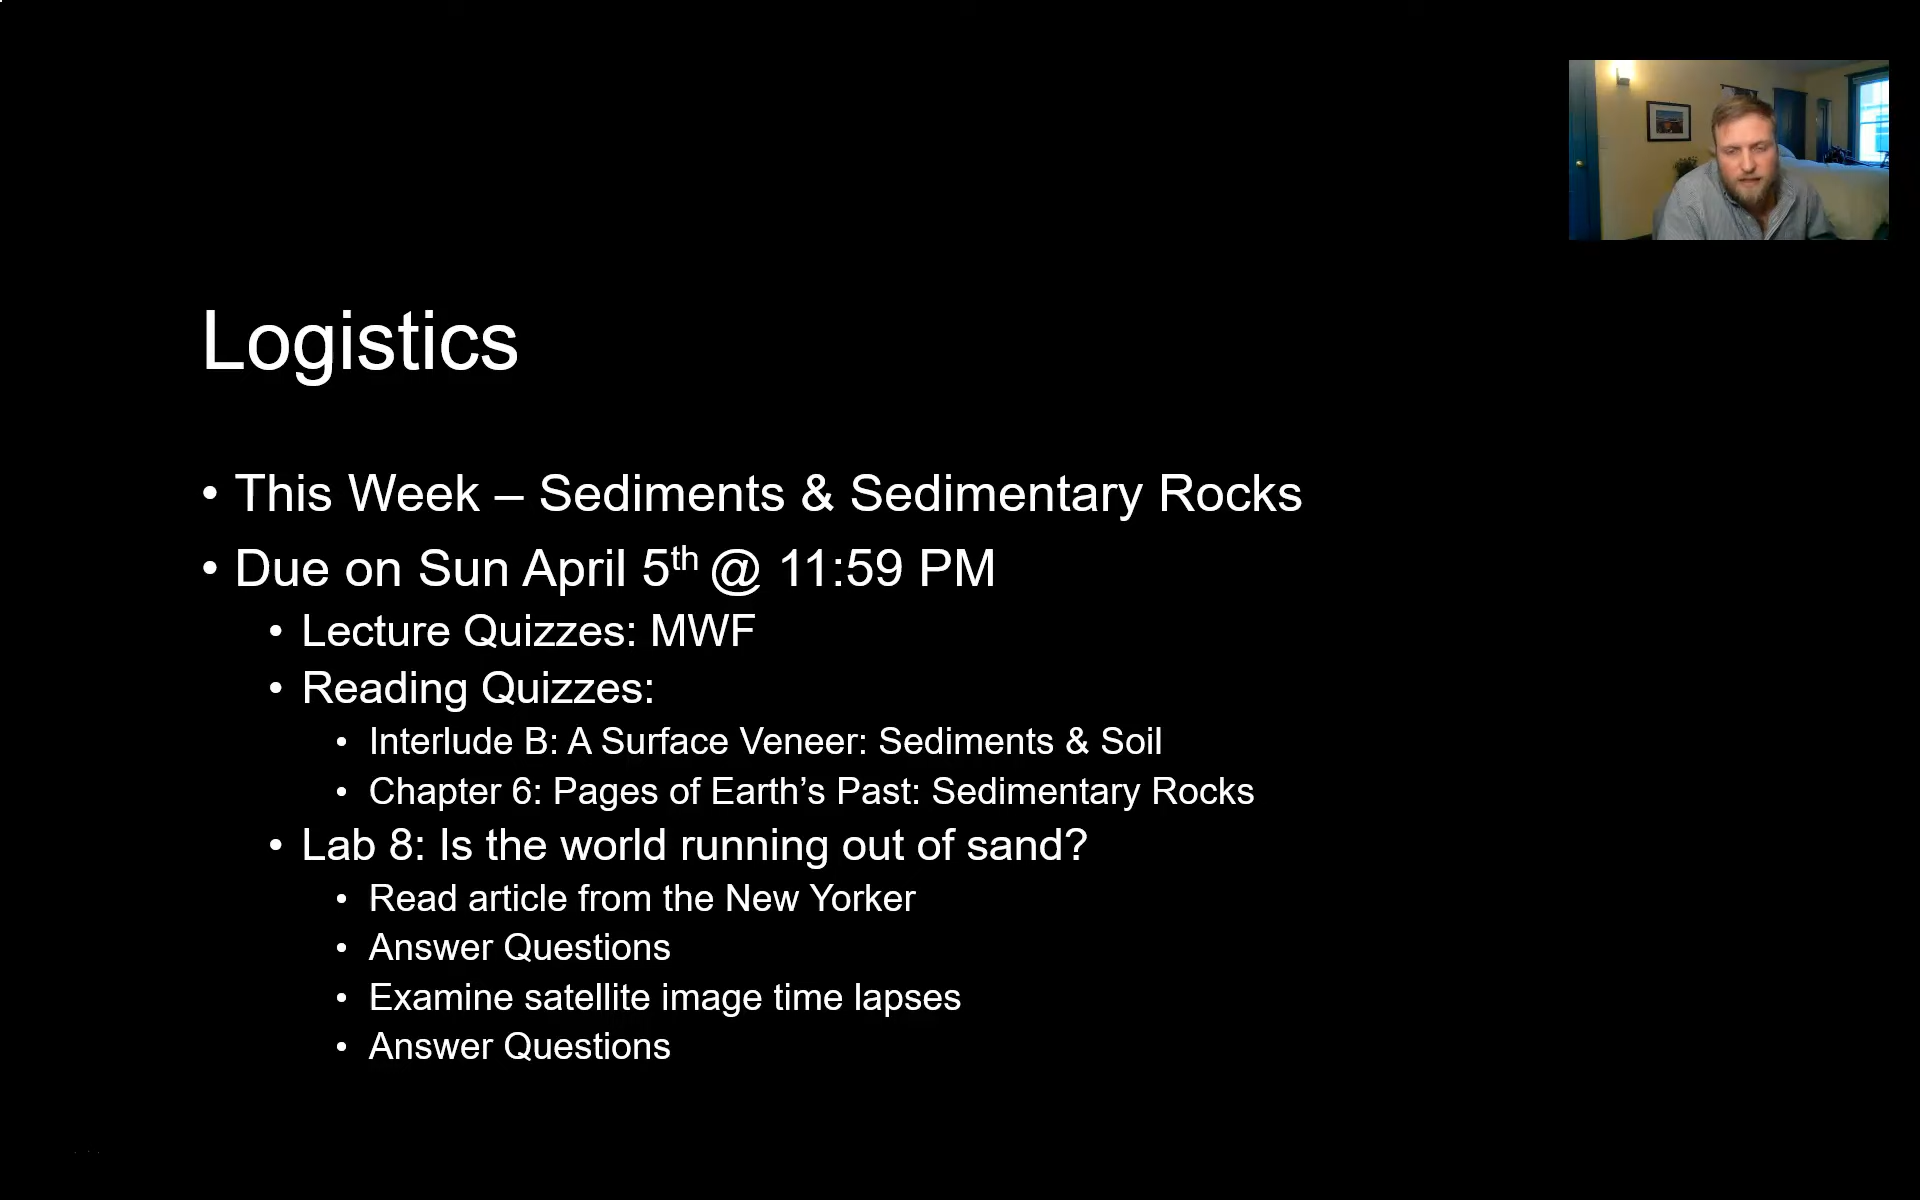 Logistics
• This Week – Sediments & Sedimentary Rocks
• Due on Sun April 5th @ 11:59 PM
• Lecture Quizzes: MWF
• Reading Quizzes:
• Interlude B: A Surface Veneer: Sediments & Soil
• Chapter 6: Pages of Earth’s Past: Sedimentary Rocks
• Lab 8: Is the world running out of sand?
• Read article from the New Yorker
• Answer Questions
• Examine satellite image time lapses
• Answer Questions